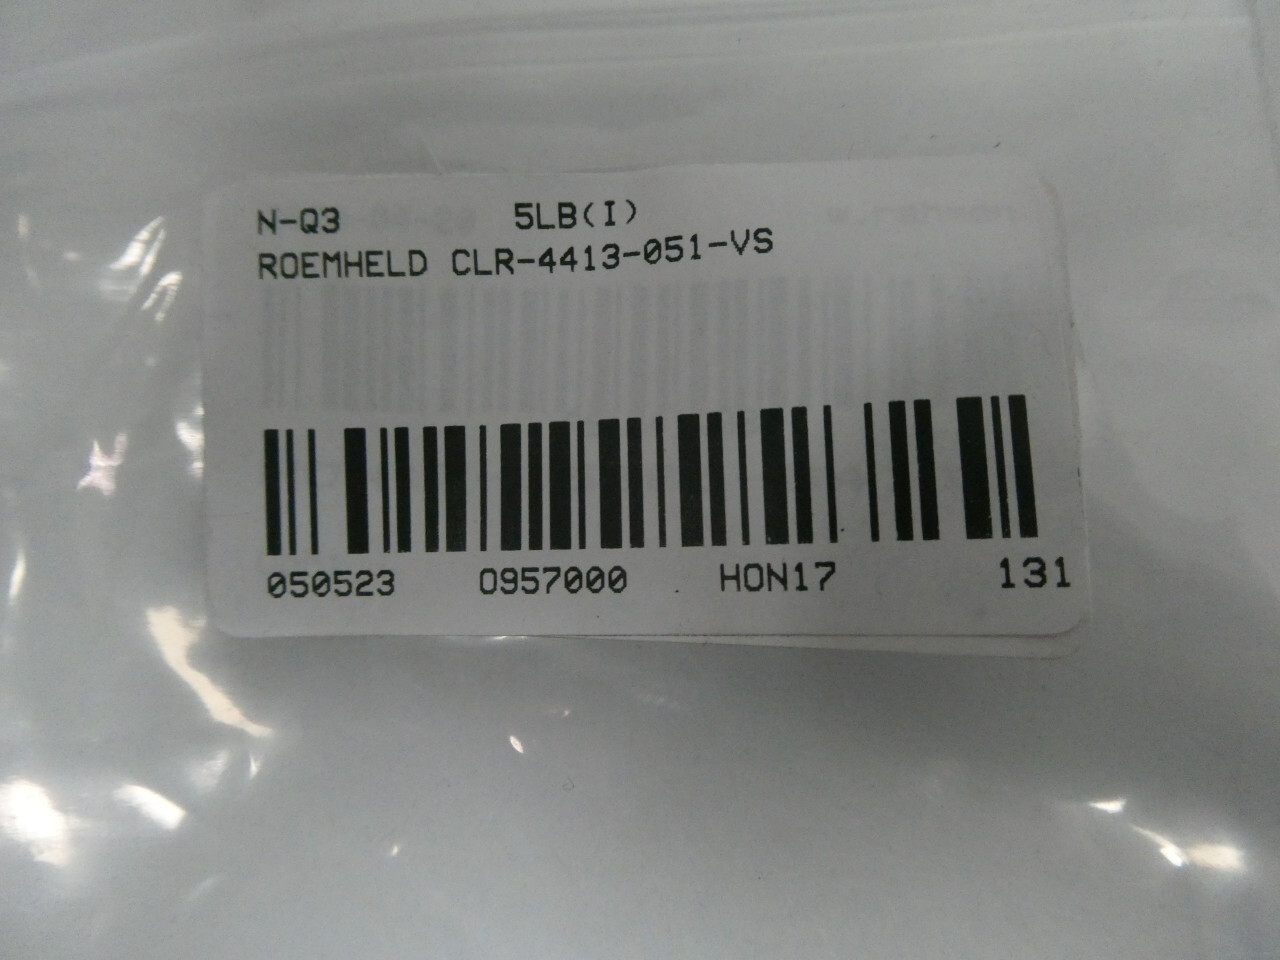 N-Q3 5LB(I)
ROEMHELD CLR-4413-051-VS
050523 0957000 HON17 131